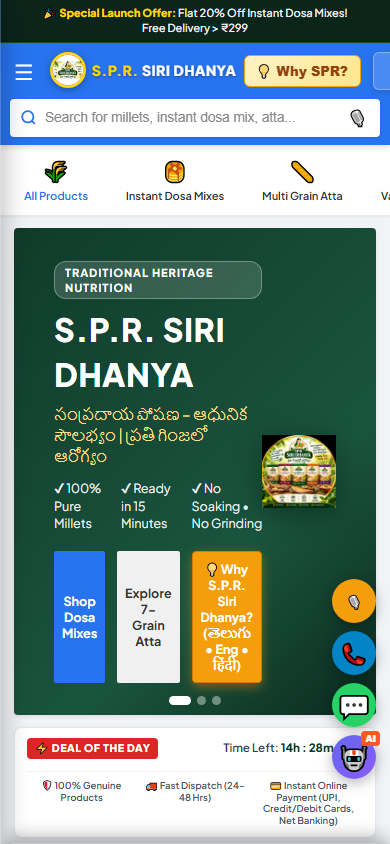 Special Launch Offer: Flat 20% Off Instant Dosa Mixes!
Free Delivery > ₹299
S.P.R. SIRI DHANYA
Why SPR?
Search for millets, instant dosa mix, atta...
All Products
Instant Dosa Mixes
Multi Grain Atta
TRADITIONAL HERITAGE
NUTRITION
S.P.R. SIRI
DHANYA
సంప్రదాయ పోషణ – ఆధునిక
సౌలభ్యం | ప్రతి గింజలో
ఆరోగ్యం
✓ 100%
Pure
Millets
✓ Ready
in 15
Minutes
✓ No
Soaking •
No Grinding
SIRI DHANYA
Shop
Dosa
Mixes
Explore
7-
Grain
Atta
Why
S.P.R.
Siri
Dhanya?
(తెలుగు
• Eng •
हिंदी)
DEAL OF THE DAY
Time Left: 14h : 28m
AI
100% Genuine
Products
Fast Dispatch (24–
48 Hrs)
Instant Online
Payment (UPI,
Credit/Debit Cards,
Net Banking)